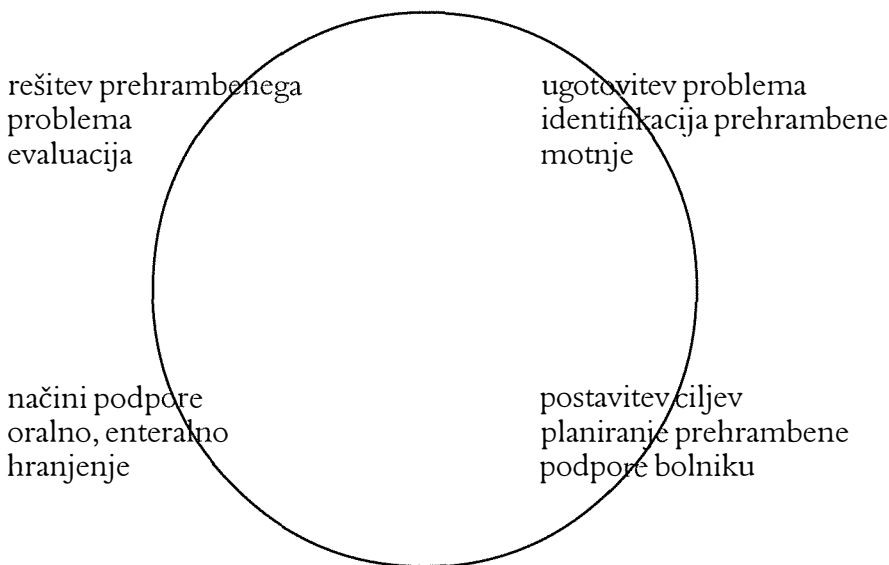 rešitev prehrambenega
problema
evaluacija
ugotovitev problema
identifikacija prehrambene
motnje
načini podpore
oralno, enteralno
hranjenje
postavitev ciljev
planiranje prehrambene
podpore bolniku